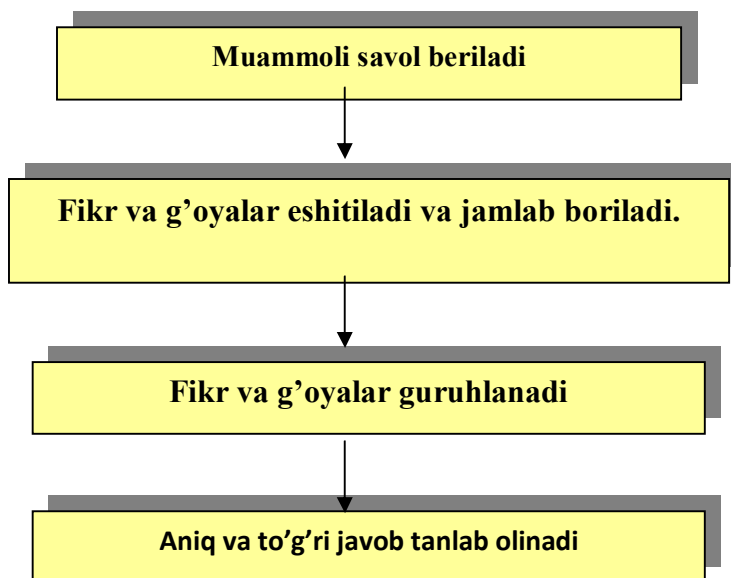 Muammoli savol beriladi
Fikr va g’oyalar eshitiladi va jamlab boriladi.
Fikr va g’oyalar guruhlanadi
Aniq va to’g’ri javob tanlab olinadi